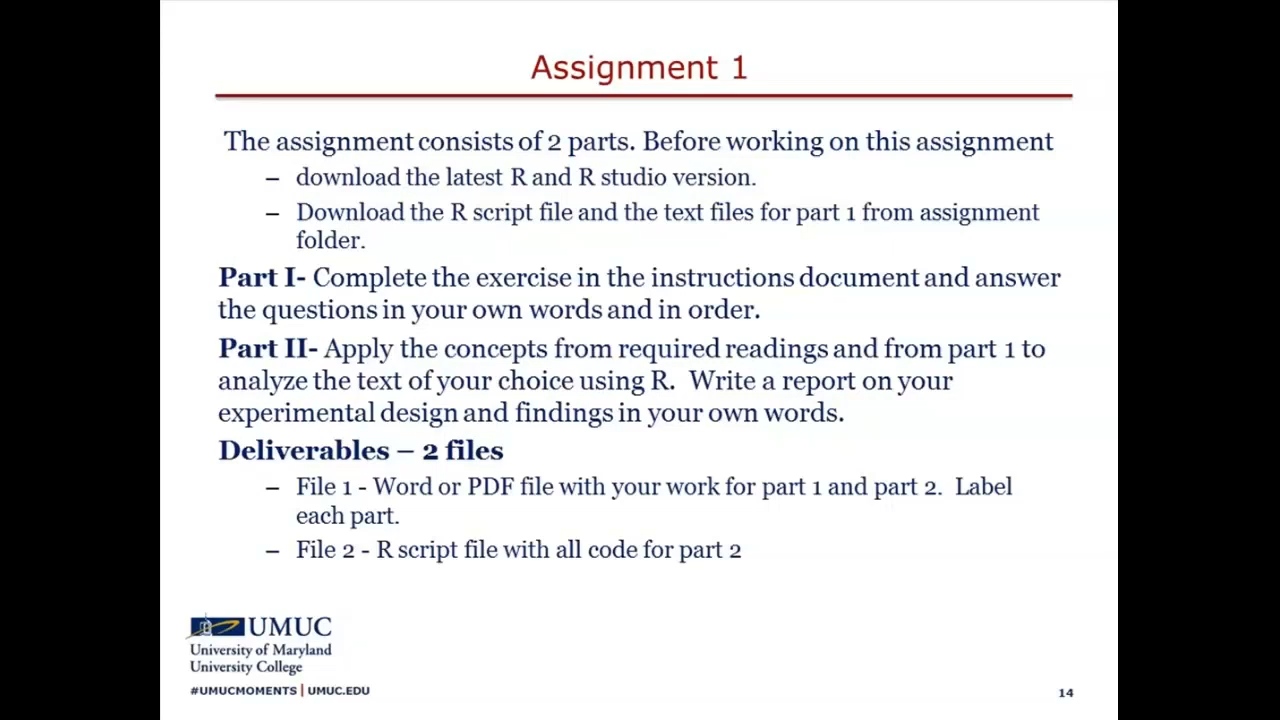 Assignment 1
The assignment consists of 2 parts. Before working on this assignment
– download the latest R and R studio version.
– Download the R script file and the text files for part 1 from assignment
folder.
Part I- Complete the exercise in the instructions document and answer
the questions in your own words and in order.
Part II- Apply the concepts from required readings and from part 1 to
analyze the text of your choice using R.  Write a report on your
experimental design and findings in your own words.
Deliverables – 2 files
– File 1 - Word or PDF file with your work for part 1 and part 2.  Label
each part.
– File 2 - R script file with all code for part 2
UMUC
University of Maryland
University College
#UMUCMOMENTS | UMUC.EDU
14